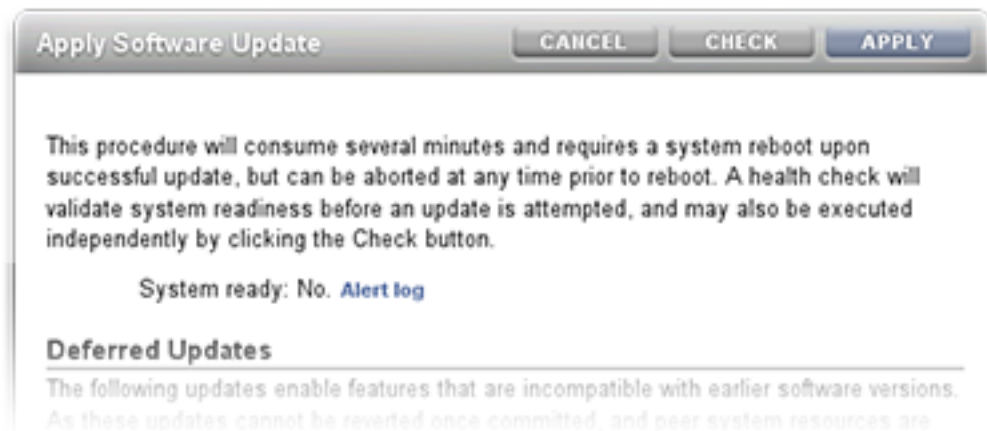 Apply Software Update CANCEL CHECK APPLY
This procedure will consume several minutes and requires a system reboot upon
successful update, but can be aborted at any time prior to reboot. A health check will
validate system readiness before an update is attempted, and may also be executed
independently by clicking the Check button.
System ready: No. Alert log
Deferred Updates
The following updates enable features that are incompatible with earlier software versions.
As these updates cannot be reverted once committed, and peer system resources are